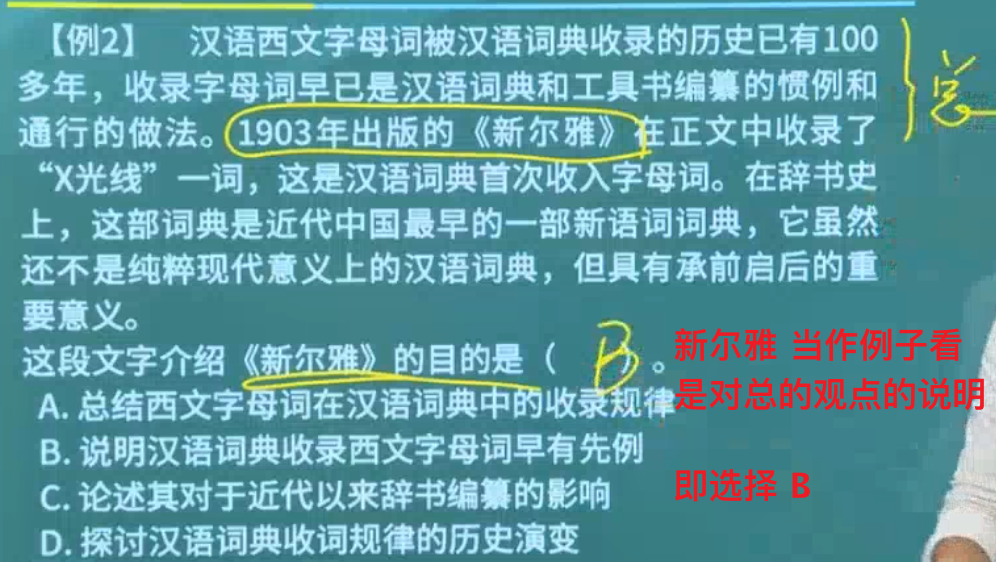 【例2】 汉语西文字母词被汉语词典收录的历史已有100
多年，收录字母词早已是汉语词典和工具书编纂的惯例和
通行的做法。1903年出版的《新尔雅》在正文中收录了
“X光线”一词，这是汉语词典首次收入字母词。在辞书史
上，这部词典是近代中国最早的一部新语词词典，它虽然
还不是纯粹现代意义上的汉语词典，但具有承前启后的重
要意义。
总
这段文字介绍《新尔雅》的目的是（ B 。
A. 总结西文字母词在汉语词典中的收录规律
B. 说明汉语词典收录西文字母词早有先例
C. 论述其对于近代以来辞书编纂的影响
D. 探讨汉语词典收词规律的历史演变
新尔雅 当作例子看
是对总的观点的说明
即选择 B